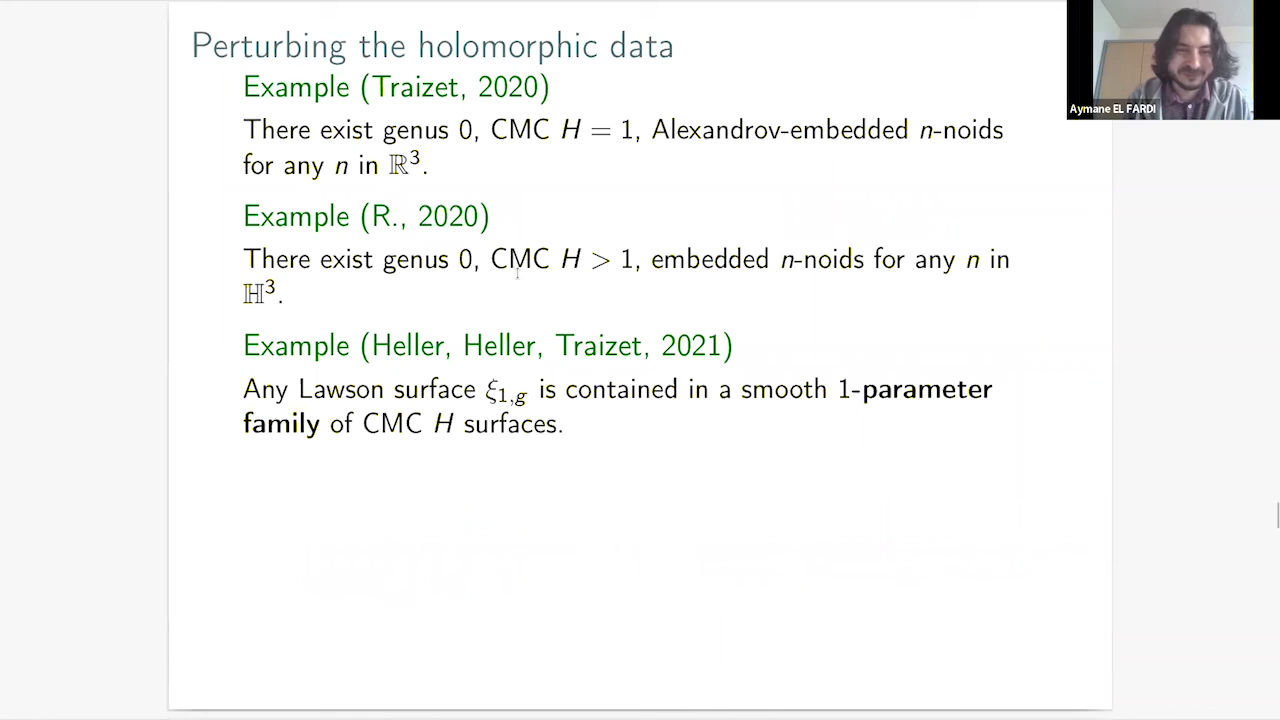 Perturbing the holomorphic data
Example (Traizet, 2020)
There exist genus 0, CMC H = 1, Alexandrov-embedded n-noids
for any n in ℝ³.
Example (R., 2020)
There exist genus 0, CMC H > 1, embedded n-noids for any n in
ℍ³.
Example (Heller, Heller, Traizet, 2021)
Any Lawson surface ξ₁,g is contained in a smooth 1-parameter
family of CMC H surfaces.
Aymane EL FARDI